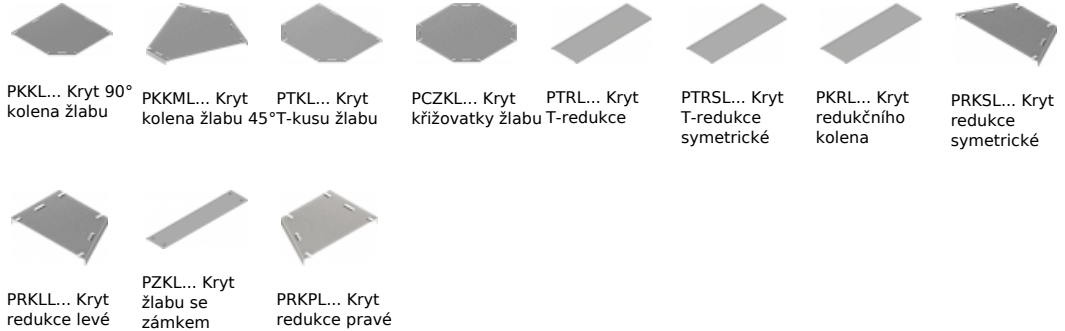 PKKL... Kryt 90°
kolena žlabu
PKKML... Kryt
kolena žlabu 45°
PTKL... Kryt
T-kusu žlabu
PCZKL... Kryt
křižovatky žlabu
PTRL... Kryt
T-redukce
PTRSL... Kryt
T-redukce
symetrické
PKRL... Kryt
redukčního
kolena
PRKSL... Kryt
redukce
symetrické
PRKLL... Kryt
redukce levé
PZKL... Kryt
žlabu se
zámkem
PRKPL... Kryt
redukce pravé